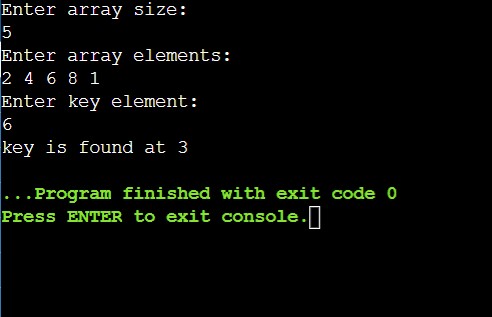 Enter array size:
5
Enter array elements:
2 4 6 8 1
Enter key element:
6
key is found at 3
...Program finished with exit code 0
Press ENTER to exit console.